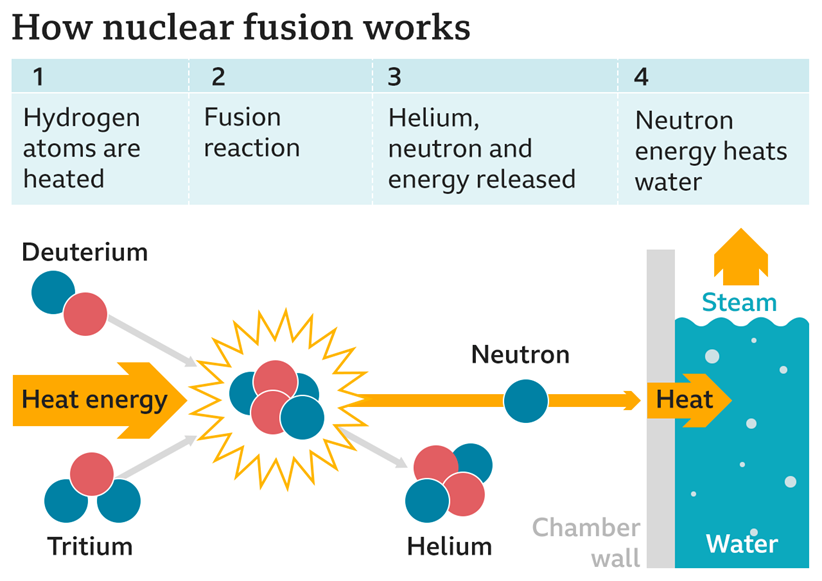 How nuclear fusion works
1
Hydrogen
atoms are
heated
2
Fusion
reaction
3
Helium,
neutron and
energy released
4
Neutron
energy heats
water
Deuterium
Heat energy
Tritium
Neutron
Helium
Steam
Heat
Chamber
wall
Water